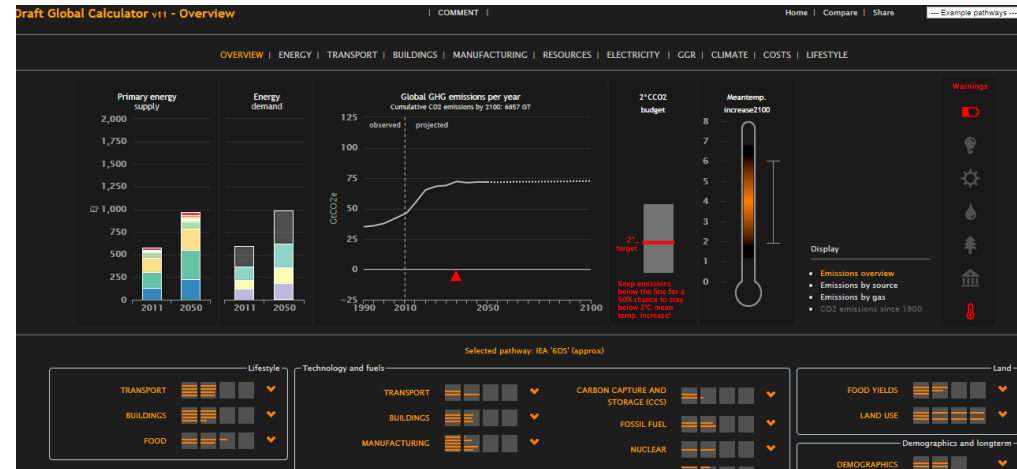 Draft Global Calculator v11 - Overview
| COMMENT |
Home | Compare | Share
--- Example pathways ---
OVERVIEW | ENERGY | TRANSPORT | BUILDINGS | MANUFACTURING | RESOURCES | ELECTRICITY | GGR | CLIMATE | COSTS | LIFESTYLE
Primary energy
supply
2,000
1,750
1,500
1,250
EJ 1,000
750
500
250
0
2011 2050
Energy
demand
2011 2050
Global GHG emissions per year
Cumulative CO2 emissions by 2100: 6857 GT
observed projected
GtCO2e
125
100
75
50
25
0
-25
1990 2010 2050 2100
2°CCO2
budget
2°
target
Keep emissions
below the line for a
50% chance to stay
below 2°C mean
temp. increase!
Meantemp.
increase2100
8
7
6
5
4
3
2
1
0
Display
Emissions overview
Emissions by source
Emissions by gas
CO2 emissions since 1900
Warnings
Selected pathway: IEA '6DS' (approx)
Lifestyle
TRANSPORT
BUILDINGS
FOOD
Technology and fuels
TRANSPORT
BUILDINGS
MANUFACTURING
CARBON CAPTURE AND
STORAGE (CCS)
FOSSIL FUEL
NUCLEAR
Land
FOOD YIELDS
LAND USE
Demographics and longterm
DEMOGRAPHICS